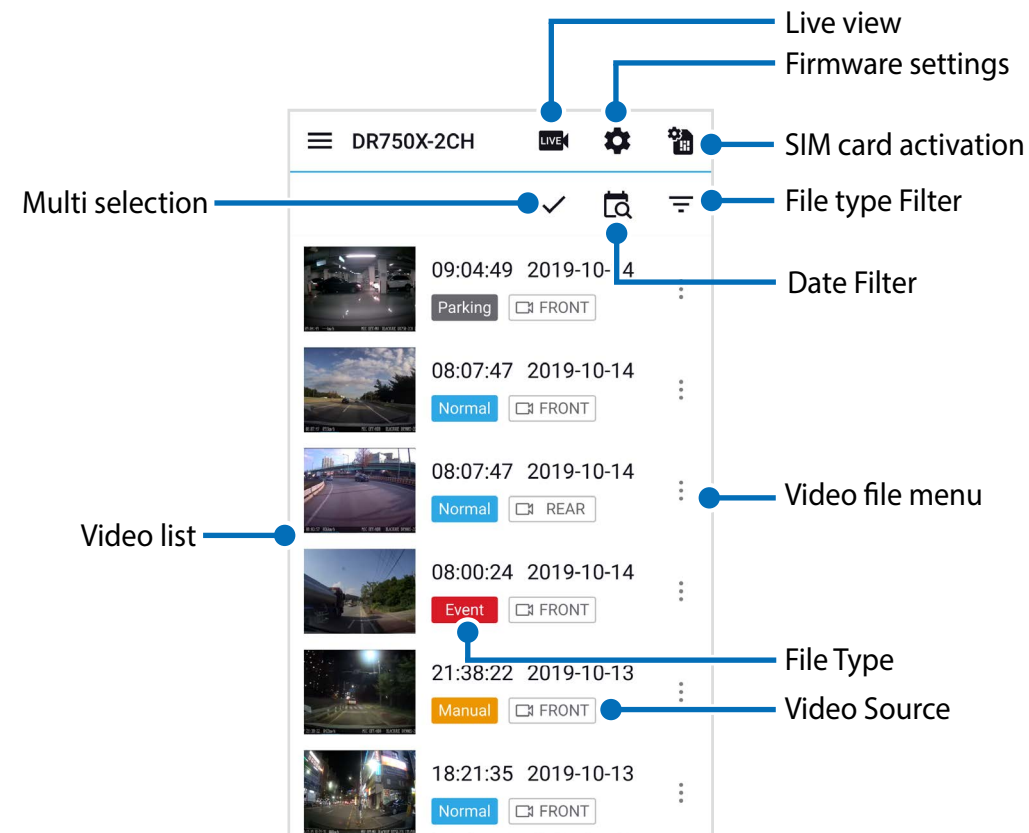 Live view
Firmware settings
DR750X-2CH
LIVE
SIM card activation
Multi selection
File type Filter
09:04:49 2019-10-14
Date Filter
Parking FRONT
08:07:47 2019-10-14
Normal FRONT
08:07:47 2019-10-14
Video file menu
Normal REAR
Video list
08:00:24 2019-10-14
Event FRONT
File Type
21:38:22 2019-10-13
Manual FRONT
Video Source
18:21:35 2019-10-13
Normal FRONT